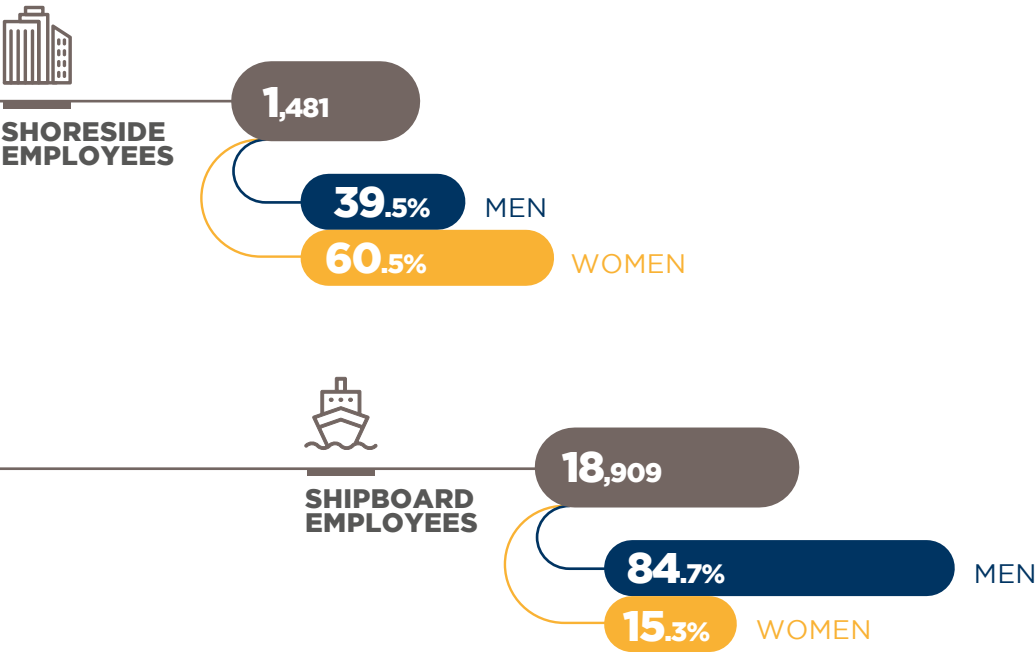 1,481
SHORESIDE
EMPLOYEES
39.5% MEN
60.5% WOMEN
18,909
SHIPBOARD
EMPLOYEES
84.7% MEN
15.3% WOMEN